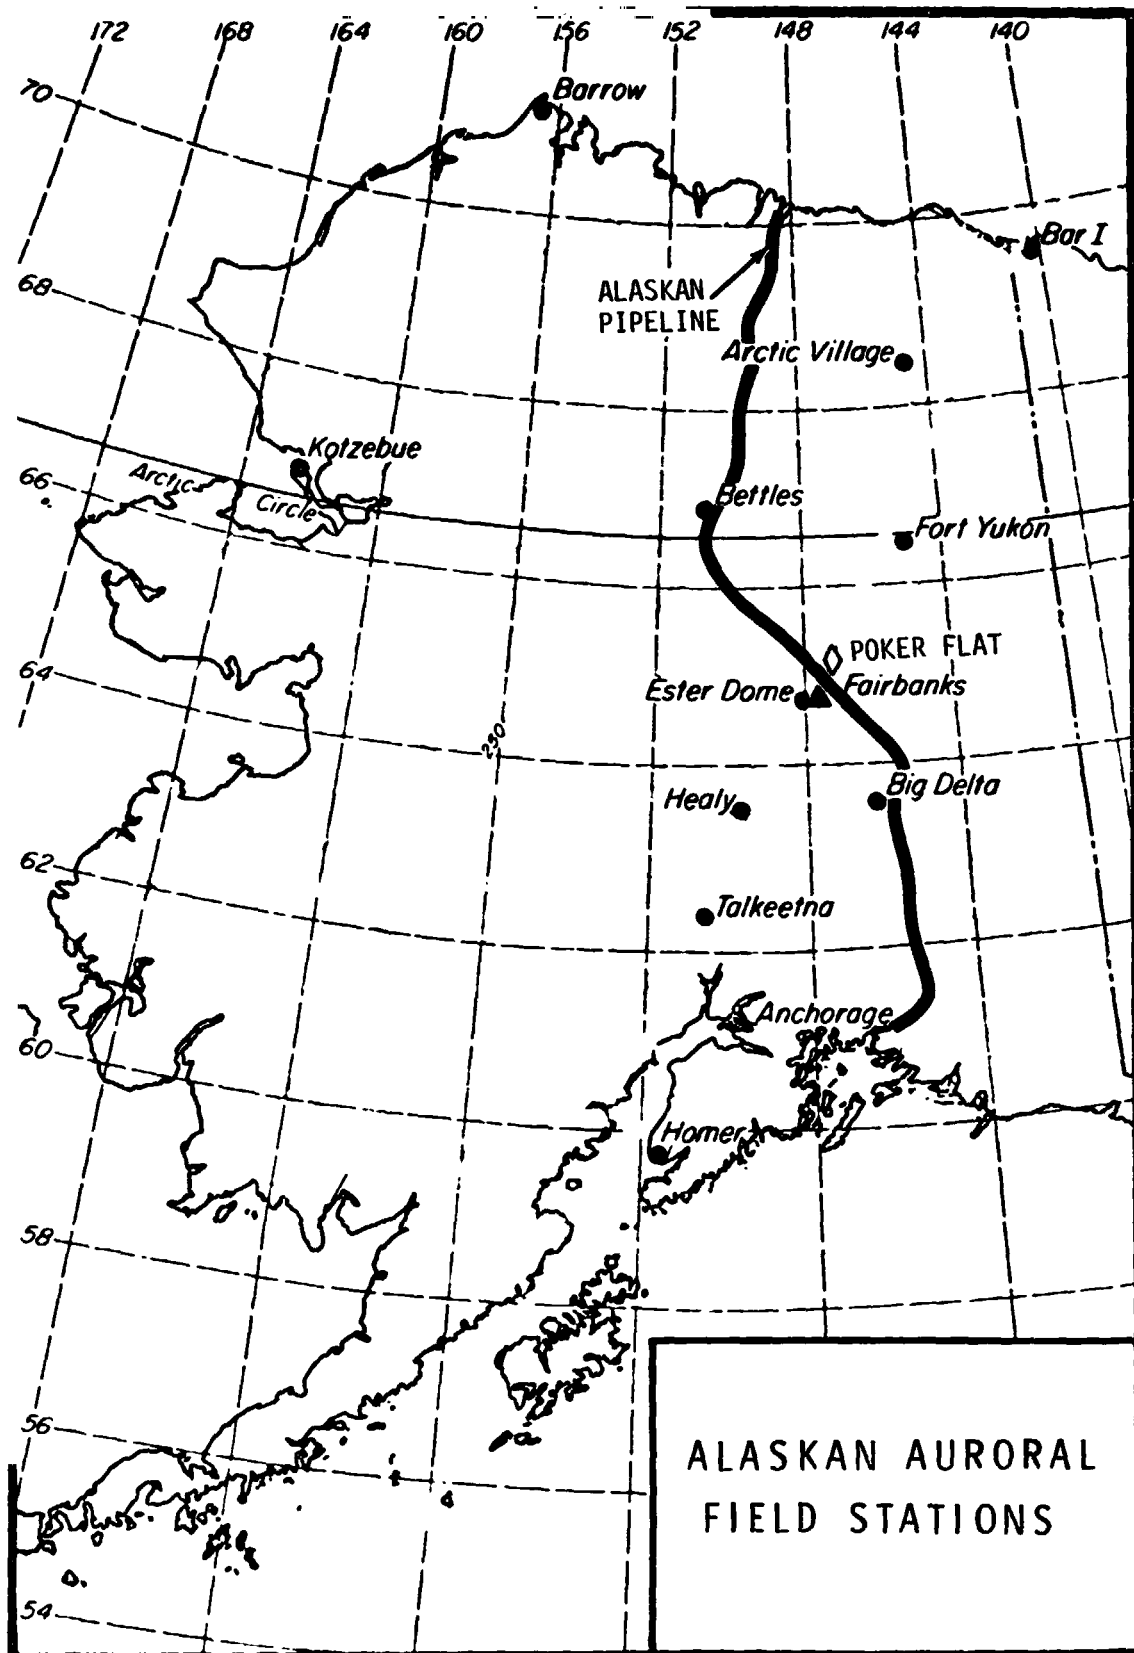 172
168
164
160
156
152
148
144
140
70
Barrow
Bar I
68
ALASKAN
PIPELINE
Arctic Village
Kotzebue
66
Arctic
Circle
Bettles
Fort Yukon
64
POKER FLAT
Ester Dome
Fairbanks
230
Healy
Big Delta
62
Talkeetna
Anchorage
60
Homer
58
56
ALASKAN AURORAL
FIELD STATIONS
54